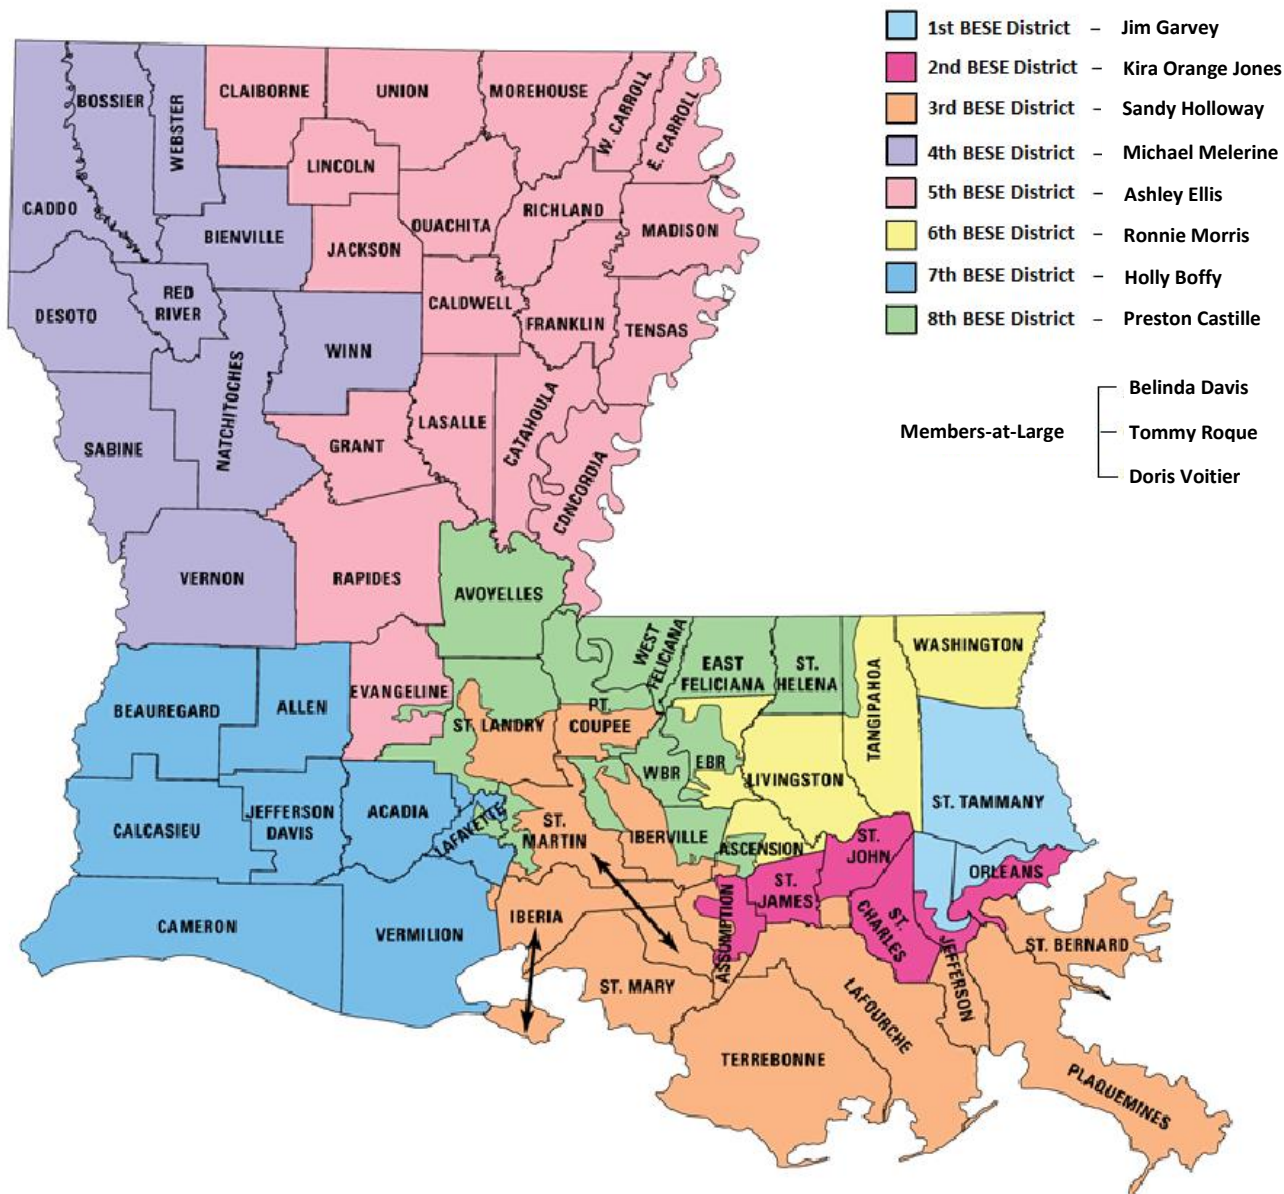 1st BESE District – Jim Garvey
2nd BESE District – Kira Orange Jones
3rd BESE District – Sandy Holloway
4th BESE District – Michael Melerine
5th BESE District – Ashley Ellis
6th BESE District – Ronnie Morris
7th BESE District – Holly Boffy
8th BESE District – Preston Castille
Members-at-Large
Belinda Davis
Tommy Roque
Doris Voitier
CADDO
BOSSIER
WEBSTER
CLAIBORNE
UNION
MOREHOUSE
W. CARROLL
E. CARROLL
LINCOLN
BIENVILLE
JACKSON
OUACHITA
RICHLAND
MADISON
DESOTO
RED
RIVER
NATCHITOCHES
WINN
CALDWELL
FRANKLIN
TENSAS
SABINE
GRANT
LASALLE
CATAHOULA
CONCORDIA
VERNON
RAPIDES
AVOYELLES
BEAUREGARD
ALLEN
EVANGELINE
ST. LANDRY
PT.
COUPEE
WEST
FELICIANA
EAST
FELICIANA
ST.
HELENA
TANGIPAHOA
WASHINGTON
CALCASIEU
JEFFERSON
DAVIS
ACADIA
LAFAYETTE
ST.
MARTIN
IBERVILLE
WBR
EBR
LIVINGSTON
ASCENSION
ST. TAMMANY
CAMERON
VERMILION
IBERIA
ST. MARY
ASSUMPTION
ST.
JAMES
ST.
JOHN
ST.
CHARLES
ORLEANS
JEFFERSON
ST. BERNARD
LAFOURCHE
TERREBONNE
PLAQUEMINES